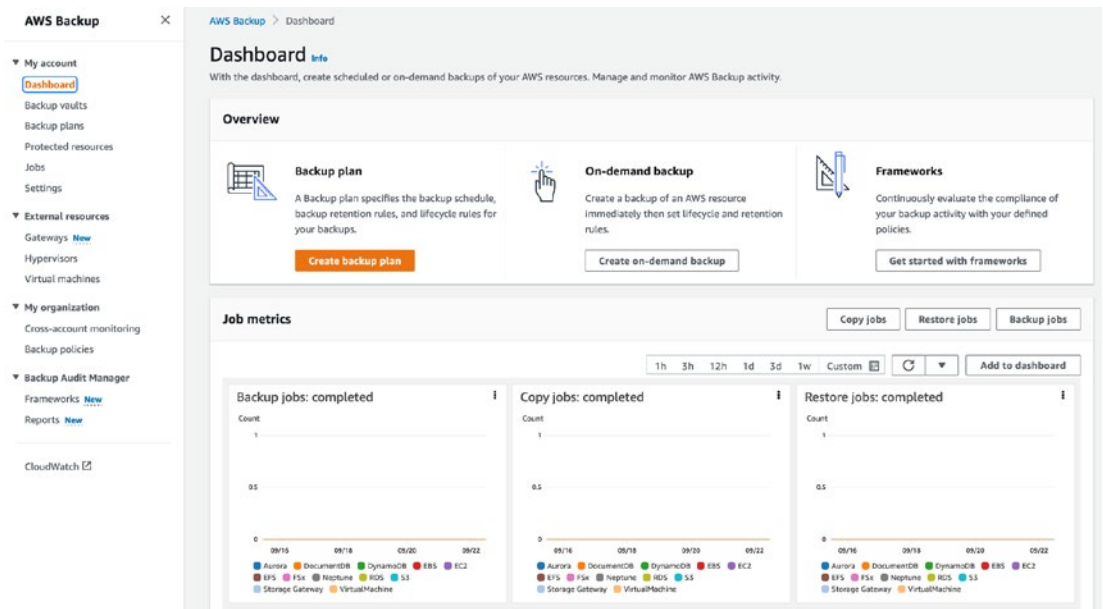 AWS Backup
My account
Dashboard
Backup vaults
Backup plans
Protected resources
Jobs
Settings
External resources
Gateways New
Hypervisors
Virtual machines
My organization
Cross-account monitoring
Backup policies
Backup Audit Manager
Frameworks New
Reports New
CloudWatch
AWS Backup > Dashboard
Dashboard Info
With the dashboard, create scheduled or on-demand backups of your AWS resources. Manage and monitor AWS Backup activity.
Overview
Backup plan
A Backup plan specifies the backup schedule,
backup retention rules, and lifecycle rules for
your backups.
Create backup plan
On-demand backup
Create a backup of an AWS resource
immediately then set lifecycle and retention
rules.
Create on-demand backup
Frameworks
Continuously evaluate the compliance of
your backup activity with your defined
policies.
Get started with frameworks
Job metrics
Copy jobs Restore jobs Backup jobs
1h 3h 12h 1d 3d 1w Custom Add to dashboard
Backup jobs: completed
Count
1
0.5
0
09/16 09/18 09/20 09/22
Aurora DocumentDB DynamoDB EBS EC2
EFS FSx Neptune RDS S3
Storage Gateway VirtualMachine
Copy jobs: completed
Count
1
0.5
0
09/16 09/18 09/20 09/22
Aurora DocumentDB DynamoDB EBS EC2
EFS FSx Neptune RDS S3
Storage Gateway VirtualMachine
Restore jobs: completed
Count
1
0.5
0
09/16 09/18 09/20 09/22
Aurora DocumentDB DynamoDB EBS EC2
EFS FSx Neptune RDS S3
Storage Gateway VirtualMachine